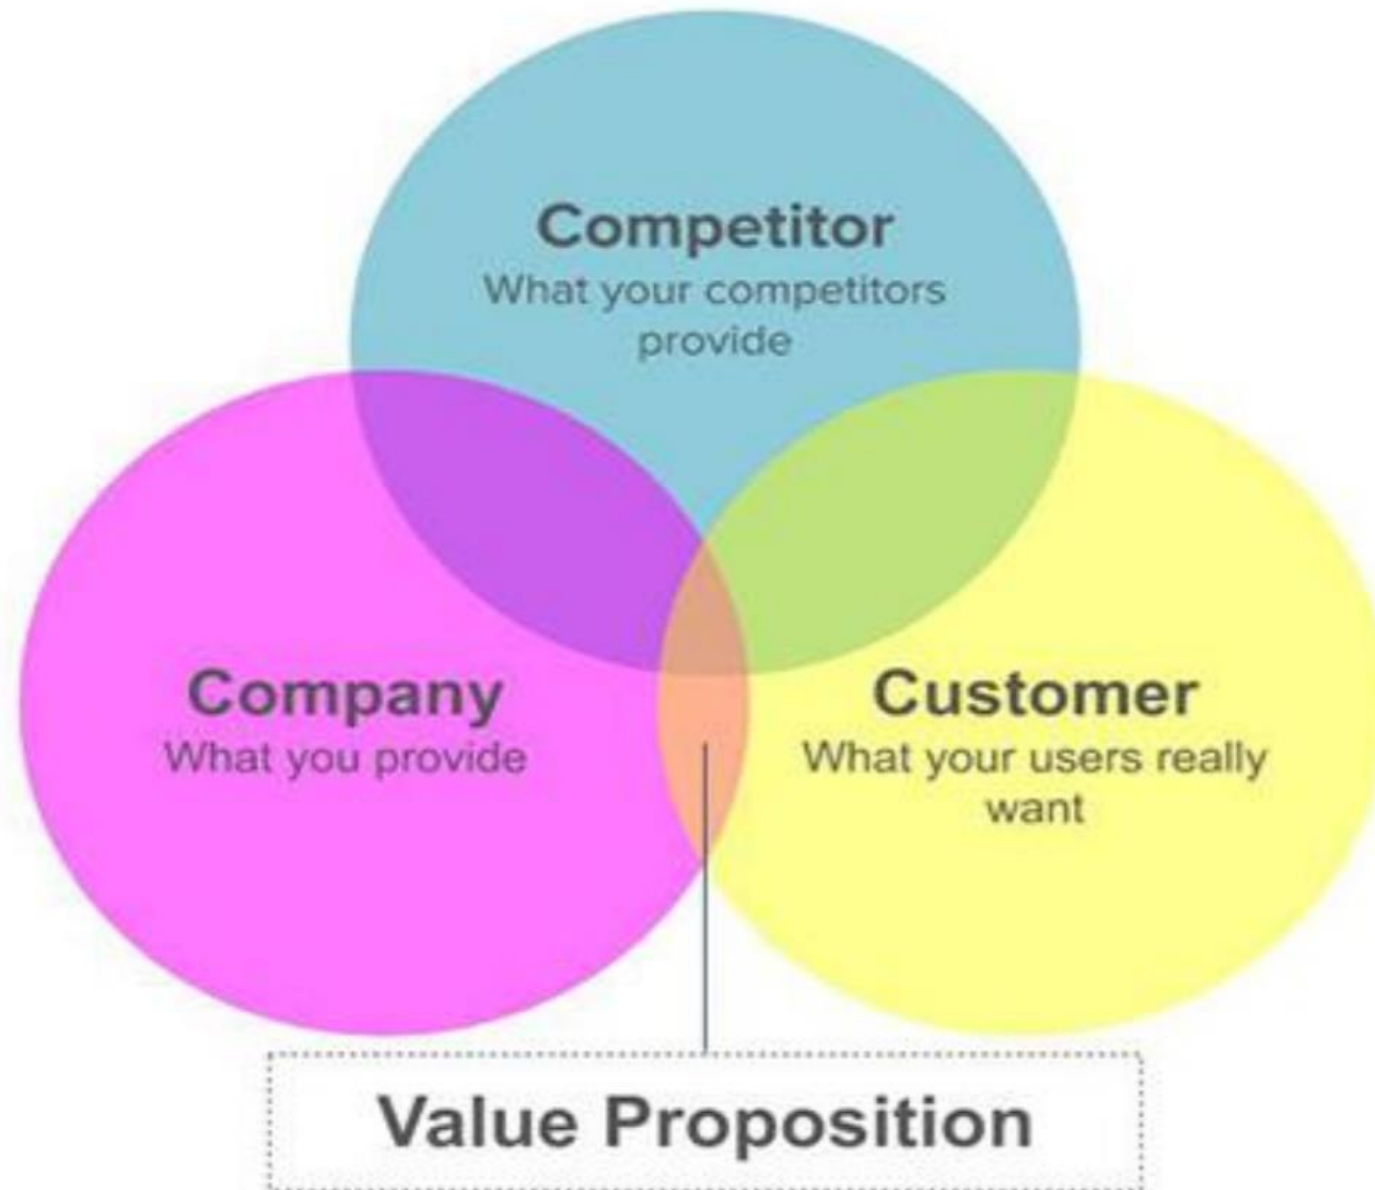 Competitor
What your competitors
provide
Company
What you provide
Customer
What your users really
want
Value Proposition